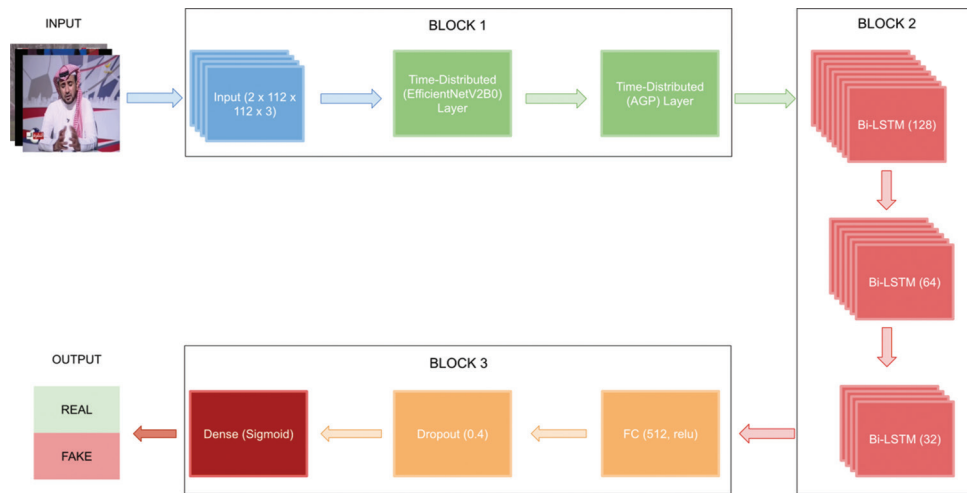 INPUT
BLOCK 1
Input (2 x 112 x
112 x 3)
Time-Distributed
(EfficientNetV2B0)
Layer
Time-Distributed
(AGP) Layer
BLOCK 2
Bi-LSTM (128)
Bi-LSTM (64)
Bi-LSTM (32)
BLOCK 3
FC (512, relu)
Dropout (0.4)
Dense (Sigmoid)
OUTPUT
REAL
FAKE